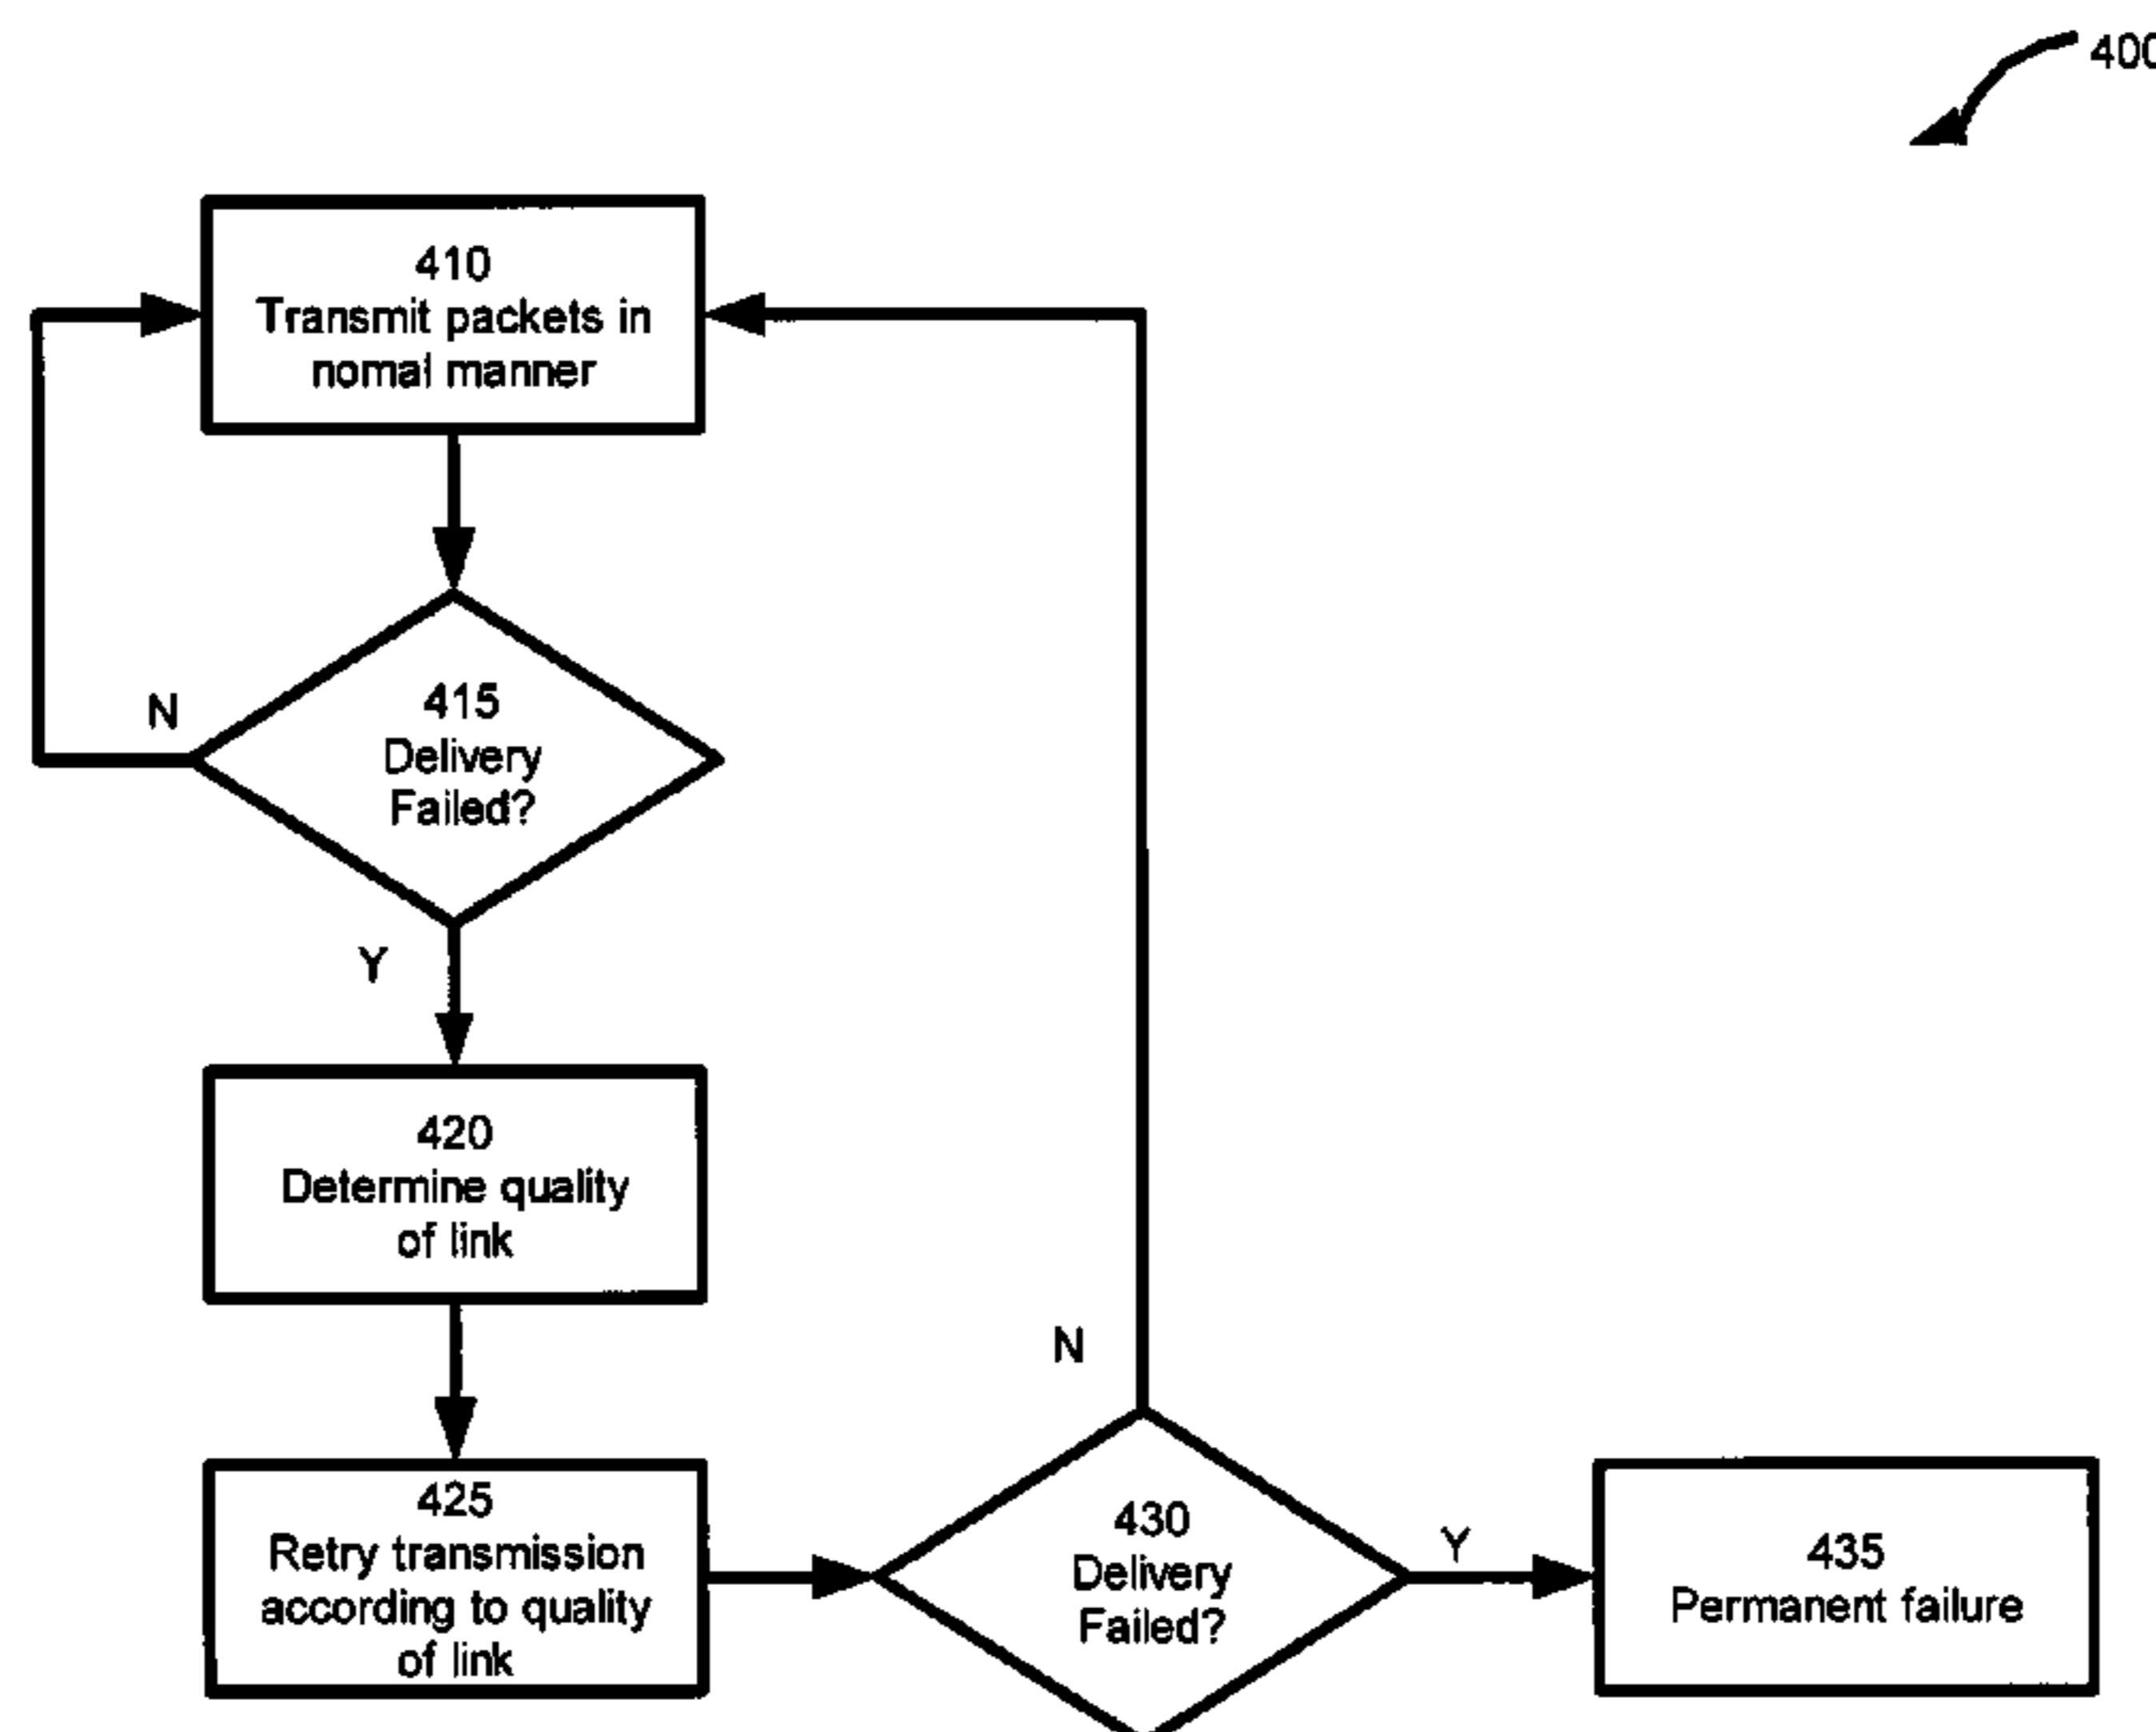 400
410
Transmit packets in
nomal manner
N
415
Delivery
Failed?
Y
420
Determine quality
of link
425
Retry transmission
according to quality
of link
N
430
Delivery
Failed?
Y
435
Permanent failure